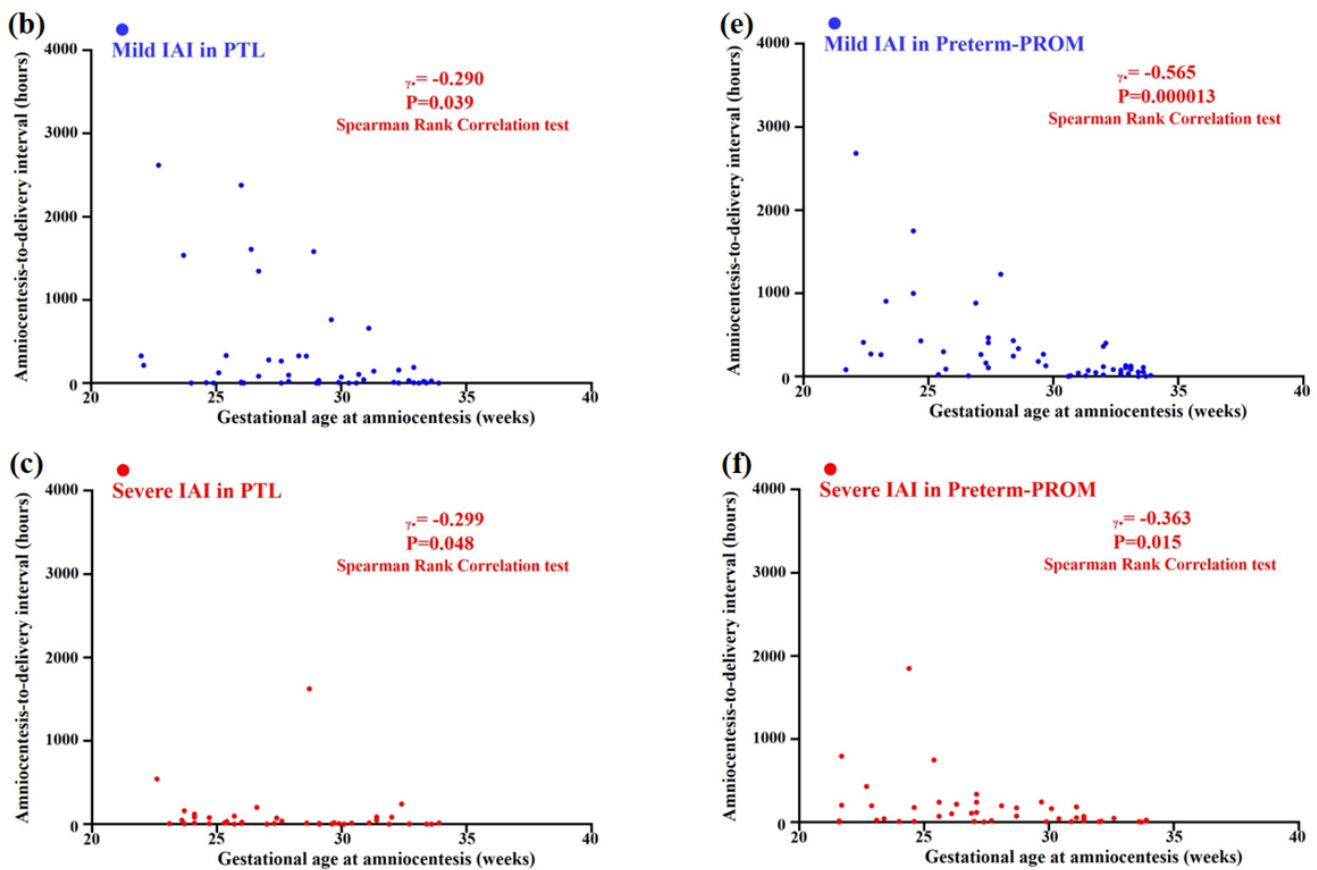 (b)
Mild IAI in PTL
γ•= -0.290
P=0.039
Spearman Rank Correlation test
Amniocentesis-to-delivery interval (hours)
4000
3000
2000
1000
0
20 25 30 35 40
Gestational age at amniocentesis (weeks)
(e)
Mild IAI in Preterm-PROM
γ•= -0.565
P=0.000013
Spearman Rank Correlation test
Amniocentesis-to-delivery interval (hours)
4000
3000
2000
1000
0
20 25 30 35 40
Gestational age at amniocentesis (weeks)
(c)
Severe IAI in PTL
γ•= -0.299
P=0.048
Spearman Rank Correlation test
Amniocentesis-to-delivery interval (hours)
4000
3000
2000
1000
0
20 25 30 35 40
Gestational age at amniocentesis (weeks)
(f)
Severe IAI in Preterm-PROM
γ•= -0.363
P=0.015
Spearman Rank Correlation test
Amniocentesis-to-delivery interval (hours)
4000
3000
2000
1000
0
20 25 30 35 40
Gestational age at amniocentesis (weeks)